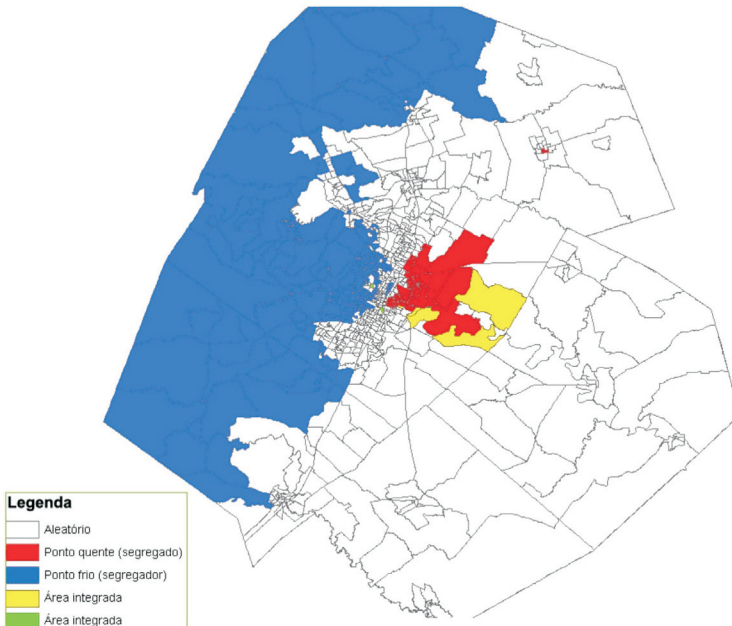 Legenda
Aleatório
Ponto quente (segregado)
Ponto frio (segregador)
Área integrada
Área integrada